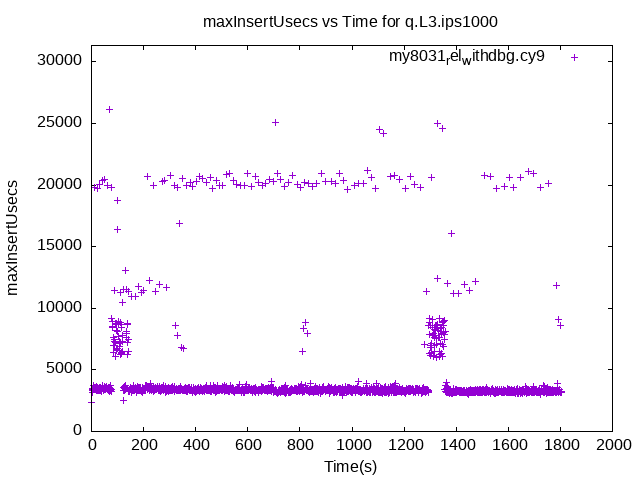 maxInsertUsecs vs Time for q.L3.ips1000
my8031relwithdbg.cy9
30000
25000
20000
15000
10000
5000
0
maxInsertUsecs
0 200 400 600 800 1000 1200 1400 1600 1800 2000
Time(s)